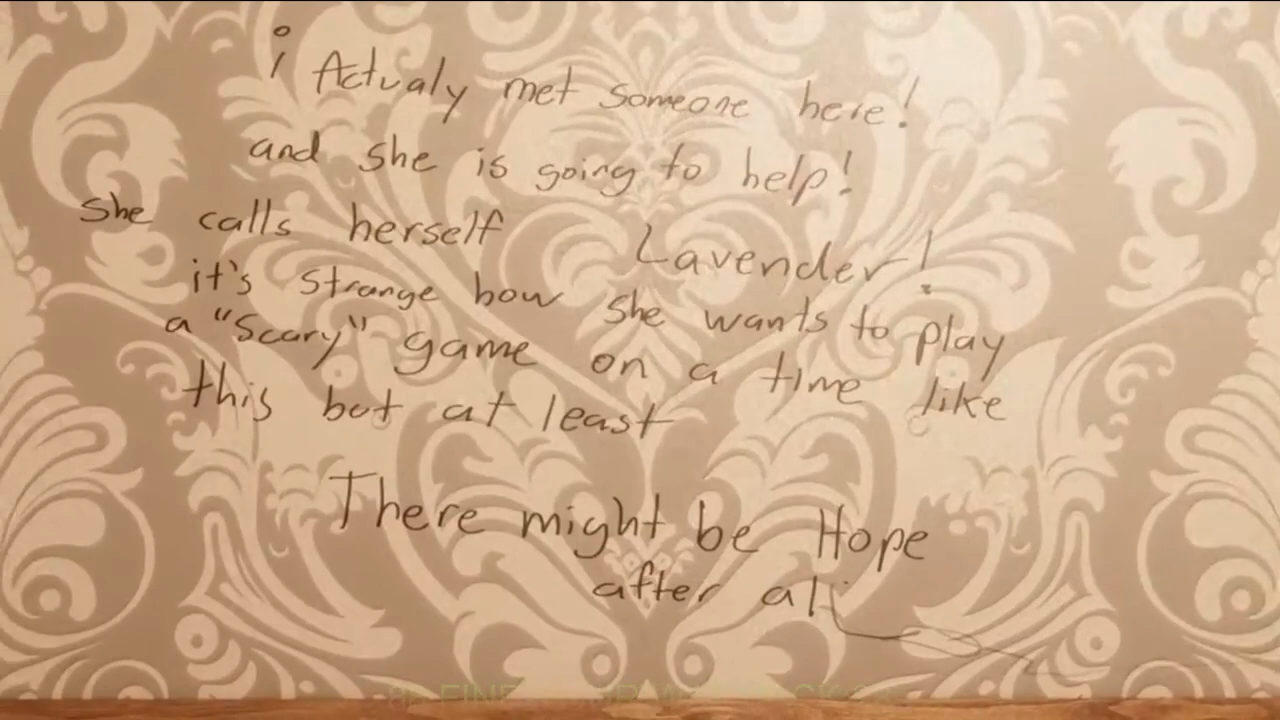 i Actualy met someone here!
and she is going to help!
She calls herself Lavender!
it's strange how she wants to play
a "Scary" game on a time like
this but at least
There might be Hope
after all
FIND